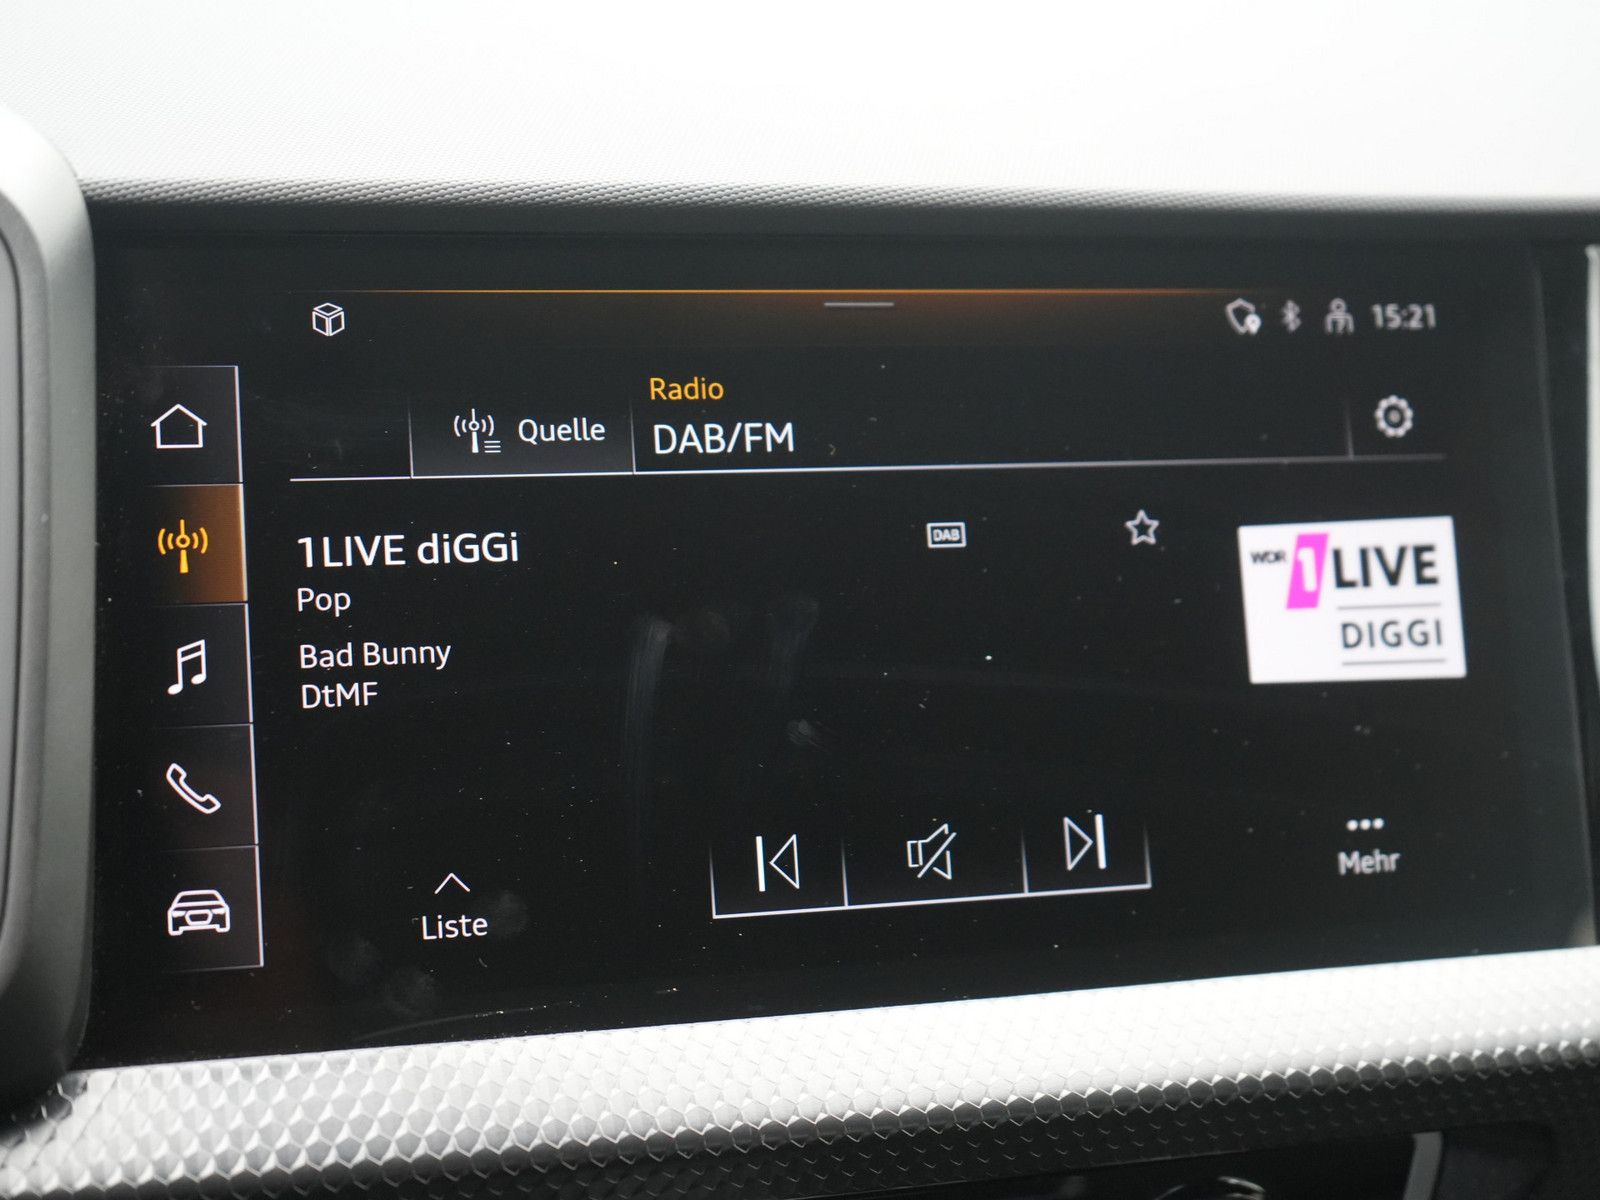 15:21
Quelle
Radio
DAB/FM
1LIVE diGGi
Pop
Bad Bunny
DtMF
DAB
WDR 1LIVE
DIGGI
Liste
Mehr